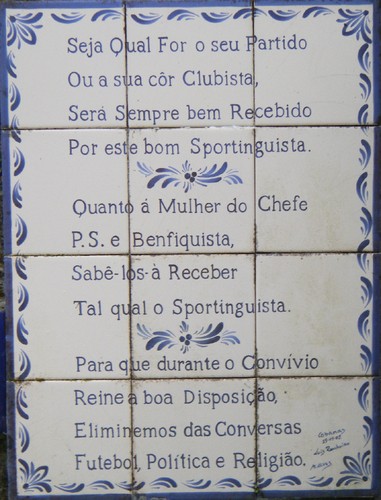 Seja Qual For o seu Partido
Ou a sua côr Clubista,
Será Sempre bem Recebido
Por este bom Sportinguista.
Quanto á Mulher do Chefe
P.S. e Benfiquista,
Sabê-los-à Receber
Tal qual o Sportinguista.
Para que durante o Convívio
Reine a boa Disposição,
Eliminemos das Conversas
Futebol, Política e Religião.